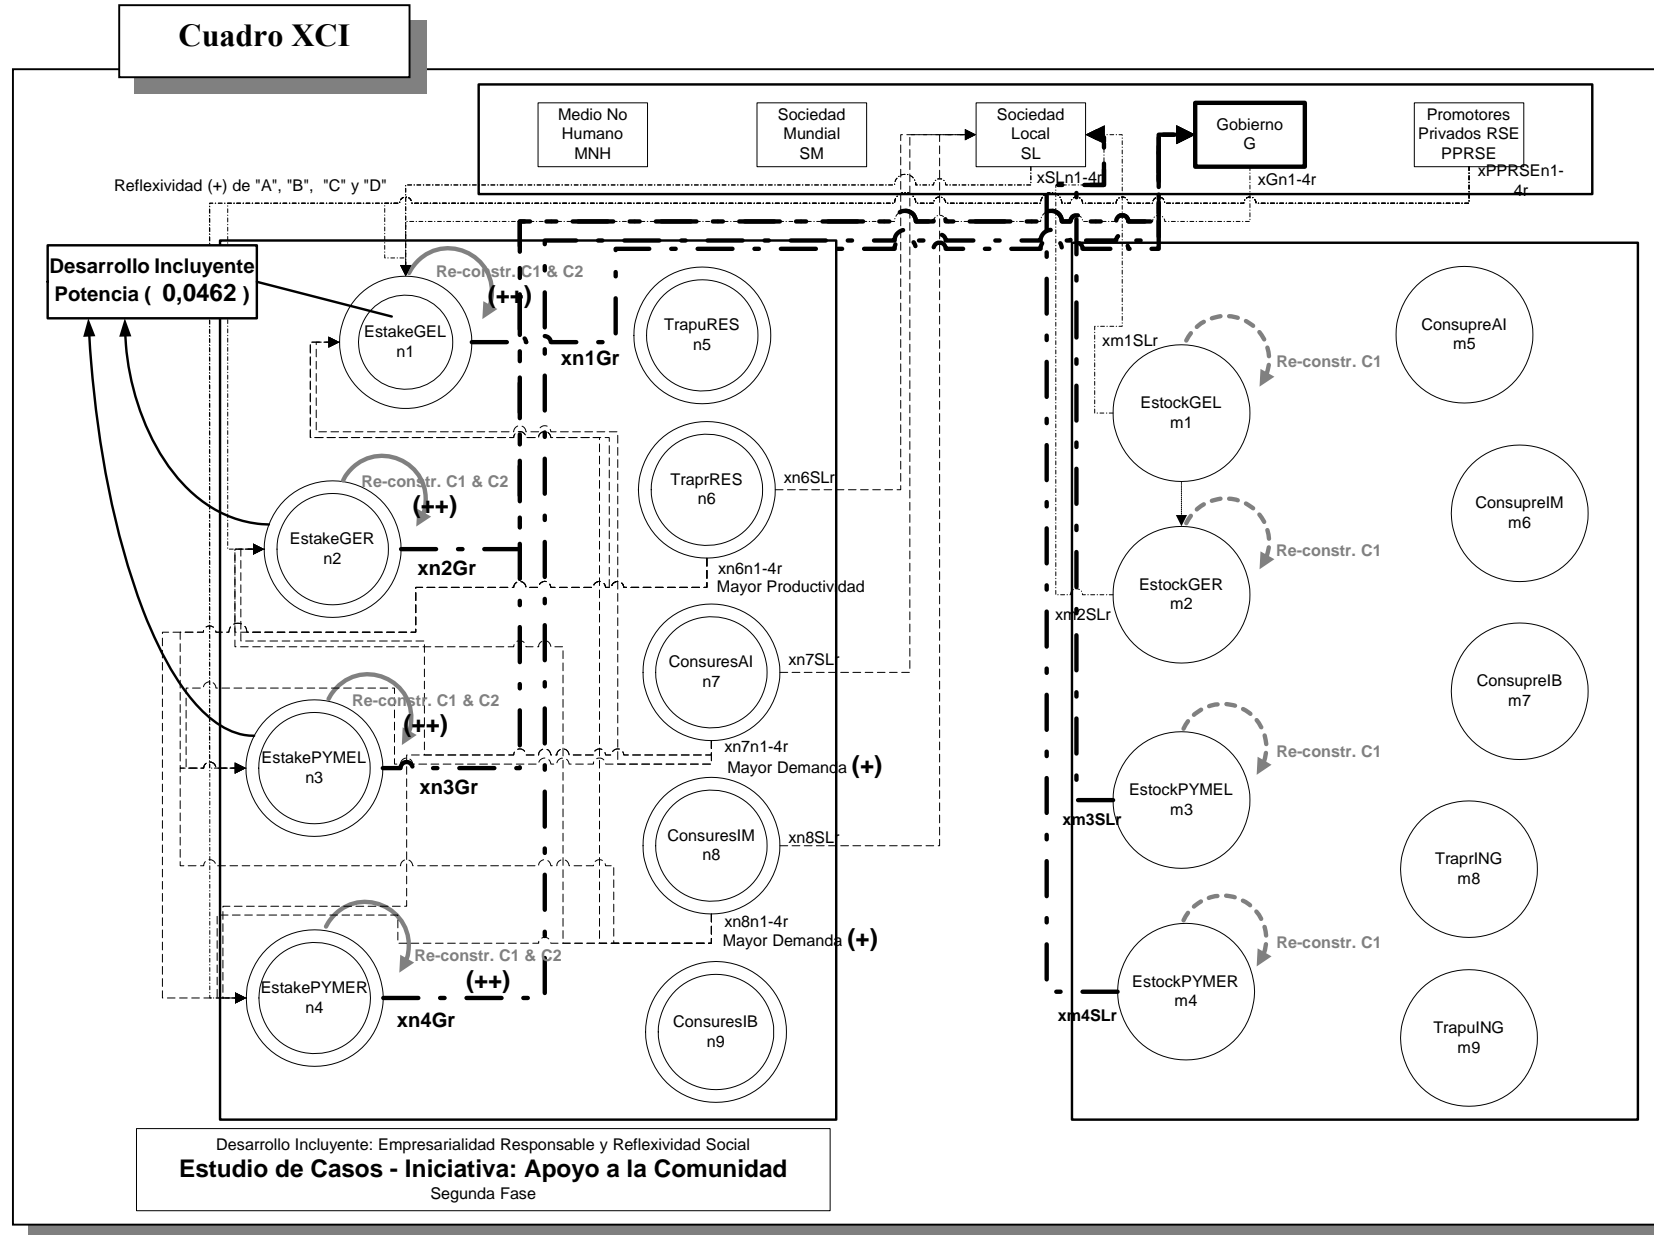 Cuadro XCI
Medio No
Humano
MNH
Sociedad
Mundial
SM
Sociedad
Local
SL
Gobierno
G
Promotores
Privados RSE
PPRSE
xSLn1-4r
xGn1-4r
xPPRSEn1-
4r
Reflexividad (+) de "A", "B", "C" y "D"
Desarrollo Incluyente
Potencia ( 0,0462 )
Re-constr. C1 & C2
(++)
EstakeGEL
n1
xn1Gr
TrapuRES
n5
Re-constr. C1 & C2
(++)
EstakeGER
n2
xn2Gr
TraprRES
n6
xn6SLr
xn6n1-4r
Mayor Productividad
Re-constr. C1 & C2
(++)
EstakePYMEL
n3
xn3Gr
ConsuresAI
n7
xn7SLr
xn7n1-4r
Mayor Demanda (+)
ConsuresIM
n8
xn8SLr
xn8n1-4r
Mayor Demanda (+)
Re-constr. C1 & C2
(++)
EstakePYMER
n4
xn4Gr
ConsuresIB
n9
xm1SLr
EstockGEL
m1
Re-constr. C1
ConsupreAI
m5
xm2SLr
EstockGER
m2
Re-constr. C1
ConsupreIM
m6
xm3SLr
EstockPYMEL
m3
Re-constr. C1
ConsupreIB
m7
TraprING
m8
xm4SLr
EstockPYMER
m4
Re-constr. C1
TrapuING
m9
Desarrollo Incluyente: Empresarialidad Responsable y Reflexividad Social
Estudio de Casos - Iniciativa: Apoyo a la Comunidad
Segunda Fase